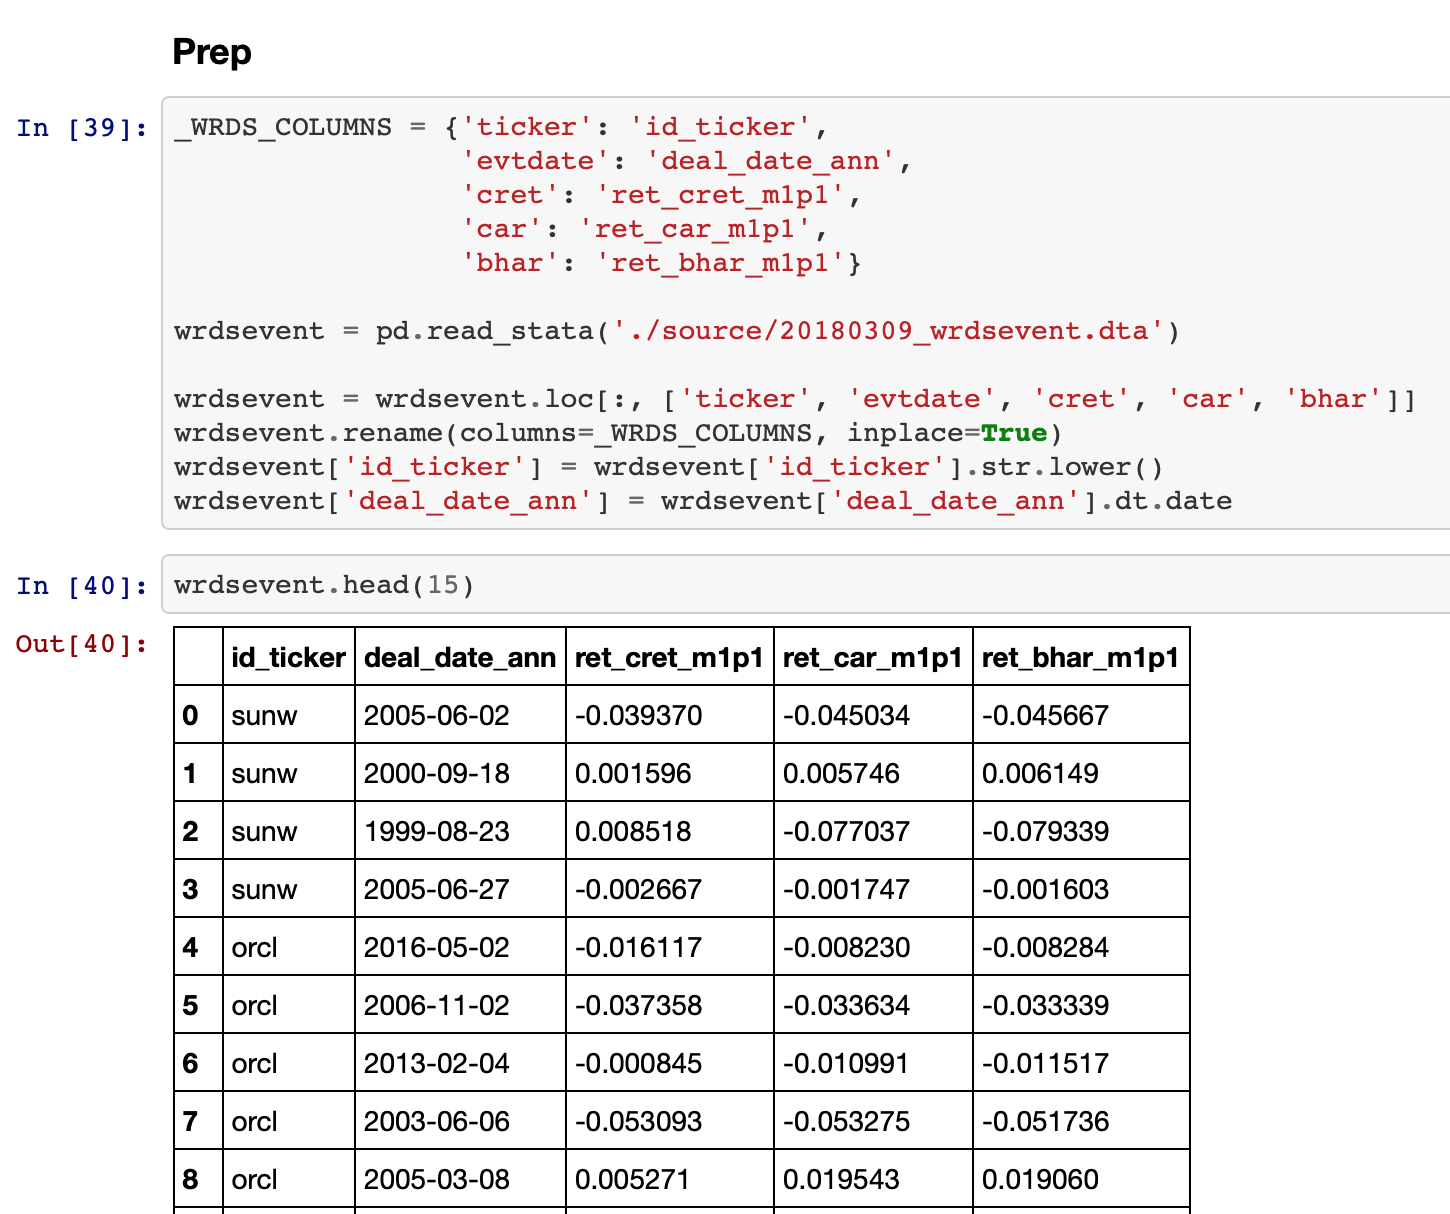 Prep
In [39]: _WRDS_COLUMNS = {'ticker': 'id_ticker',
'evtdate': 'deal_date_ann',
'cret': 'ret_cret_m1p1',
'car': 'ret_car_m1p1',
'bhar': 'ret_bhar_m1p1'}
wrdsevent = pd.read_stata('./source/20180309_wrdsevent.dta')
wrdsevent = wrdsevent.loc[:, ['ticker', 'evtdate', 'cret', 'car', 'bhar']]
wrdsevent.rename(columns=_WRDS_COLUMNS, inplace=True)
wrdsevent['id_ticker'] = wrdsevent['id_ticker'].str.lower()
wrdsevent['deal_date_ann'] = wrdsevent['deal_date_ann'].dt.date
In [40]: wrdsevent.head(15)
Out[40]:
id_ticker deal_date_ann ret_cret_m1p1 ret_car_m1p1 ret_bhar_m1p1
0 sunw 2005-06-02 -0.039370 -0.045034 -0.045667
1 sunw 2000-09-18 0.001596 0.005746 0.006149
2 sunw 1999-08-23 0.008518 -0.077037 -0.079339
3 sunw 2005-06-27 -0.002667 -0.001747 -0.001603
4 orcl 2016-05-02 -0.016117 -0.008230 -0.008284
5 orcl 2006-11-02 -0.037358 -0.033634 -0.033339
6 orcl 2013-02-04 -0.000845 -0.010991 -0.011517
7 orcl 2003-06-06 -0.053093 -0.053275 -0.051736
8 orcl 2005-03-08 0.005271 0.019543 0.019060